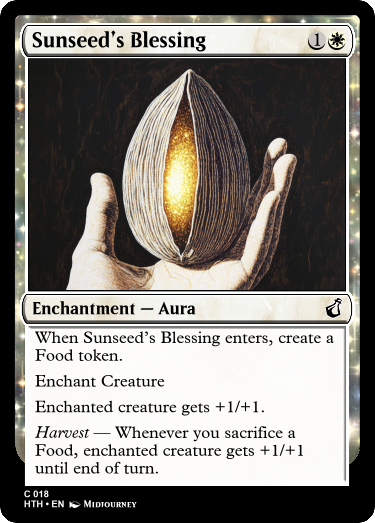 Sunseed's Blessing 1
Enchantment — Aura
When Sunseed's Blessing enters, create a
Food token.
Enchant Creature
Enchanted creature gets +1/+1.
Harvest — Whenever you sacrifice a
Food, enchanted creature gets +1/+1
until end of turn.
C 018
HTH • EN Midjourney